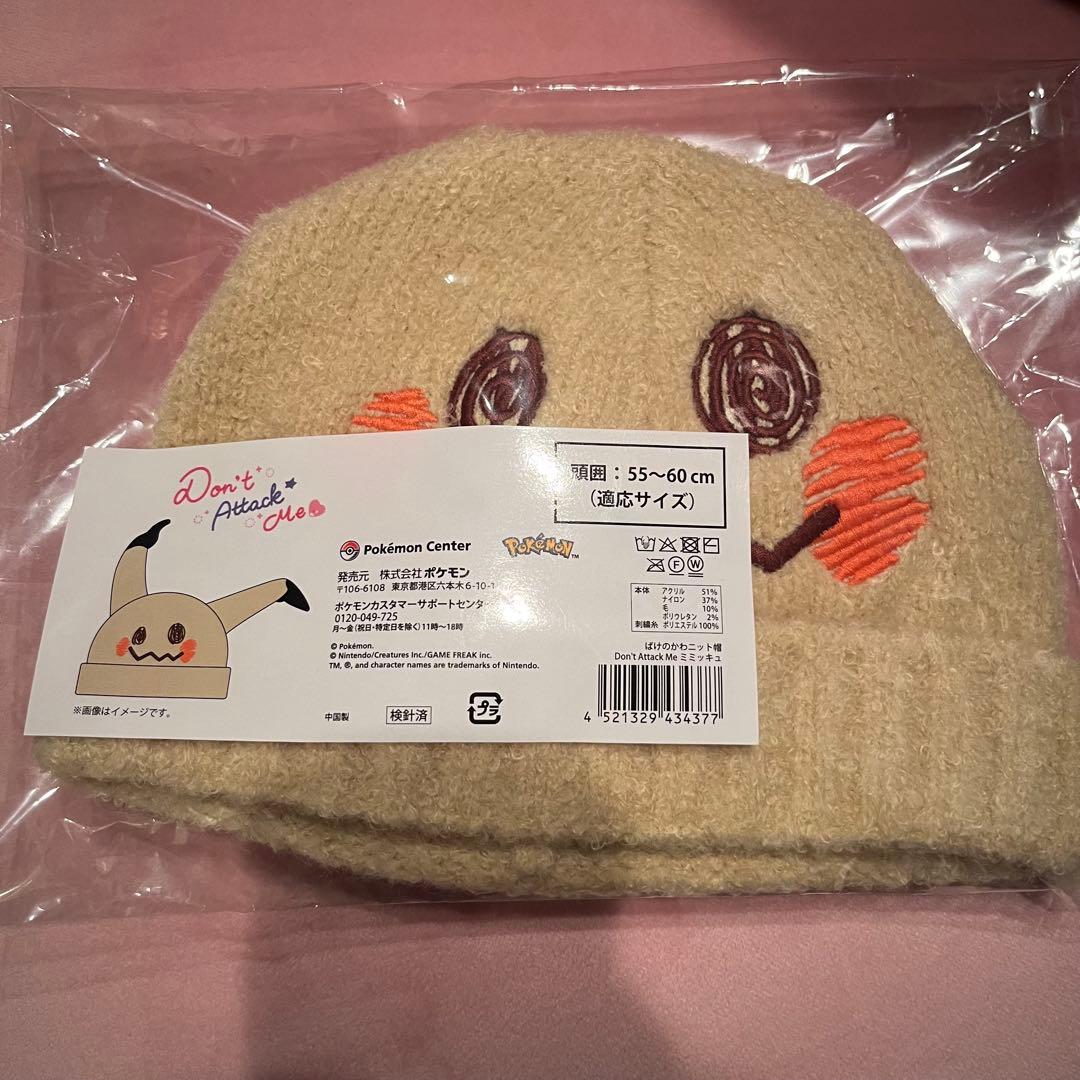 Don't
Attack
Me
頭囲：55～60cm
（適応サイズ）
Pokémon Center
POKéMON™
発売元 株式会社ポケモン
〒106-6108 東京都港区六本木6-10-1
ポケモンカスタマーサポートセンター
0120-049-725
月～金（祝日・特定日を除く）11時～18時
© Pokémon.
© Nintendo/Creatures Inc./GAME FREAK inc.
TM, ®, and character names are trademarks of Nintendo.
本体 アクリル 51%
ナイロン 37%
毛 10%
ポリウレタン 2%
刺繍糸 ポリエステル 100%
ばけのかわニット帽
Don't Attack Me ミミッキュ
※画像はイメージです。
中国製
検針済
プラ
4 521329 434377